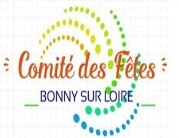 Comité des Fêtes
BONNY SUR LOIRE